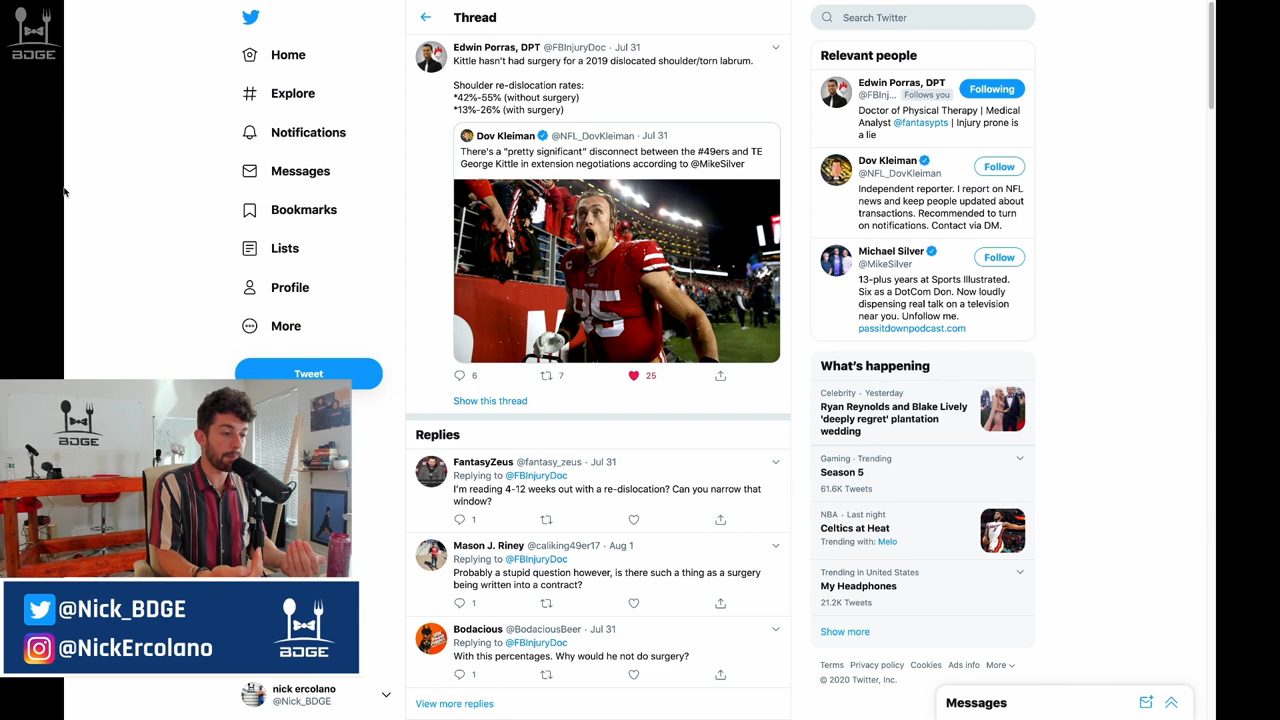 BDGE
Home
Explore
Notifications
Messages
Bookmarks
Lists
Profile
More
Tweet
BDGE
@Nick_BDGE
@NickErcolano
BDGE
nick ercolano
@Nick_BDGE
Thread
Edwin Porras, DPT @FBInjuryDoc · Jul 31
Kittle hasn't had surgery for a 2019 dislocated shoulder/torn labrum.
Shoulder re-dislocation rates:
*42%-55% (without surgery)
*13%-26% (with surgery)
Dov Kleiman @NFL_DovKleiman · Jul 31
There's a "pretty significant" disconnect between the #49ers and TE
George Kittle in extension negotiations according to @MikeSilver
85
6 7 25
Show this thread
Replies
FantasyZeus @fantasy_zeus · Jul 31
Replying to @FBInjuryDoc
I'm reading 4-12 weeks out with a re-dislocation? Can you narrow that
window?
1
Mason J. Riney @caliking49er17 · Aug 1
Replying to @FBInjuryDoc
Probably a stupid question however, is there such a thing as a surgery
being written into a contract?
1
Bodacious @BodaciousBeer · Jul 31
Replying to @FBInjuryDoc
With this percentages. Why would he not do surgery?
1
View more replies
Search Twitter
Relevant people
Edwin Porras, DPT
@FBInj... Follows you
Following
Doctor of Physical Therapy | Medical
Analyst @fantasypts | Injury prone is
a lie
Dov Kleiman
@NFL_DovKleiman
Follow
Independent reporter. I report on NFL
news and keep people updated about
transactions. Recommended to turn
on notifications. Contact via DM.
Michael Silver
@MikeSilver
Follow
13-plus years at Sports Illustrated.
Six as a DotCom Don. Now loudly
dispensing real talk on a television
near you. Unfollow me.
passitdownpodcast.com
What's happening
Celebrity · Yesterday
Ryan Reynolds and Blake Lively
'deeply regret' plantation
wedding
Gaming · Trending
Season 5
61.6K Tweets
NBA · Last night
Celtics at Heat
Trending with: Melo
Trending in United States
My Headphones
21.2K Tweets
Show more
Terms Privacy policy Cookies Ads info More
© 2020 Twitter, Inc.
Messages